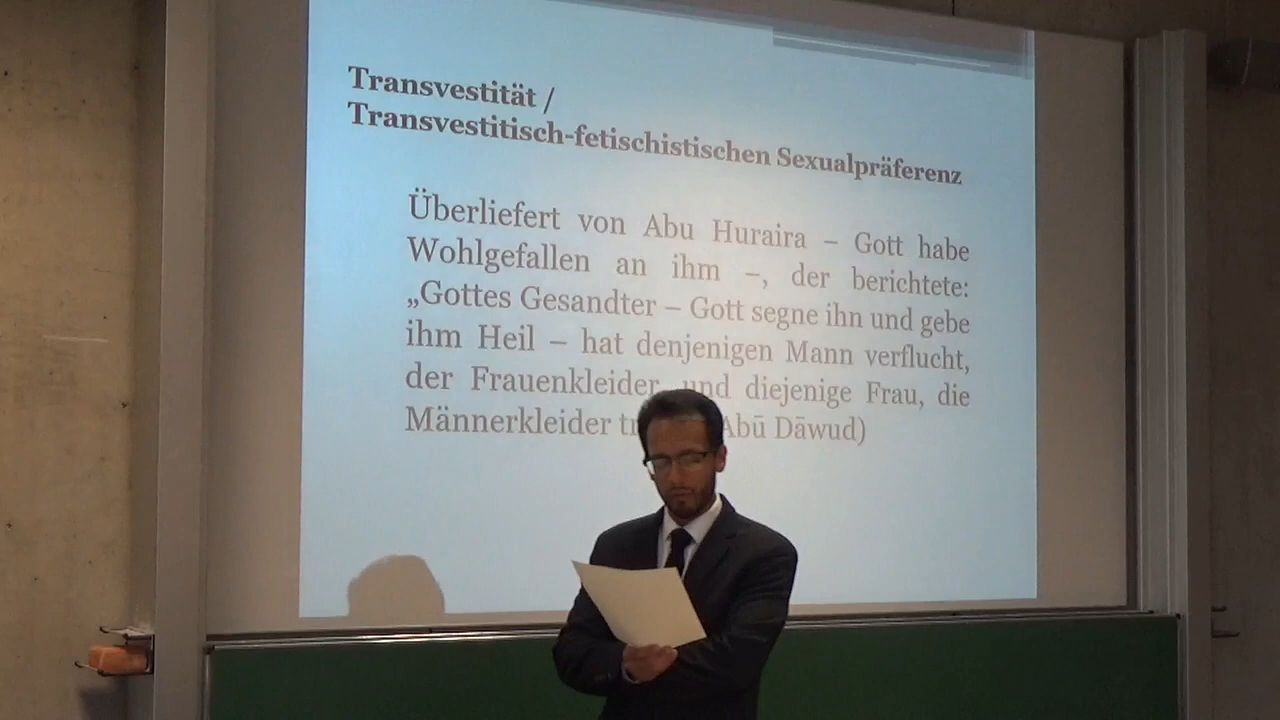 Transvestität /
Transvestitisch-fetischistischen Sexualpräferenz
Überliefert von Abu Huraira – Gott habe
Wohlgefallen an ihm –, der berichtete:
„Gottes Gesandter – Gott segne ihn und gebe
ihm Heil – hat denjenigen Mann verflucht,
der Frauenkleider, und diejenige Frau, die
Männerkleider Abū Dāwud)